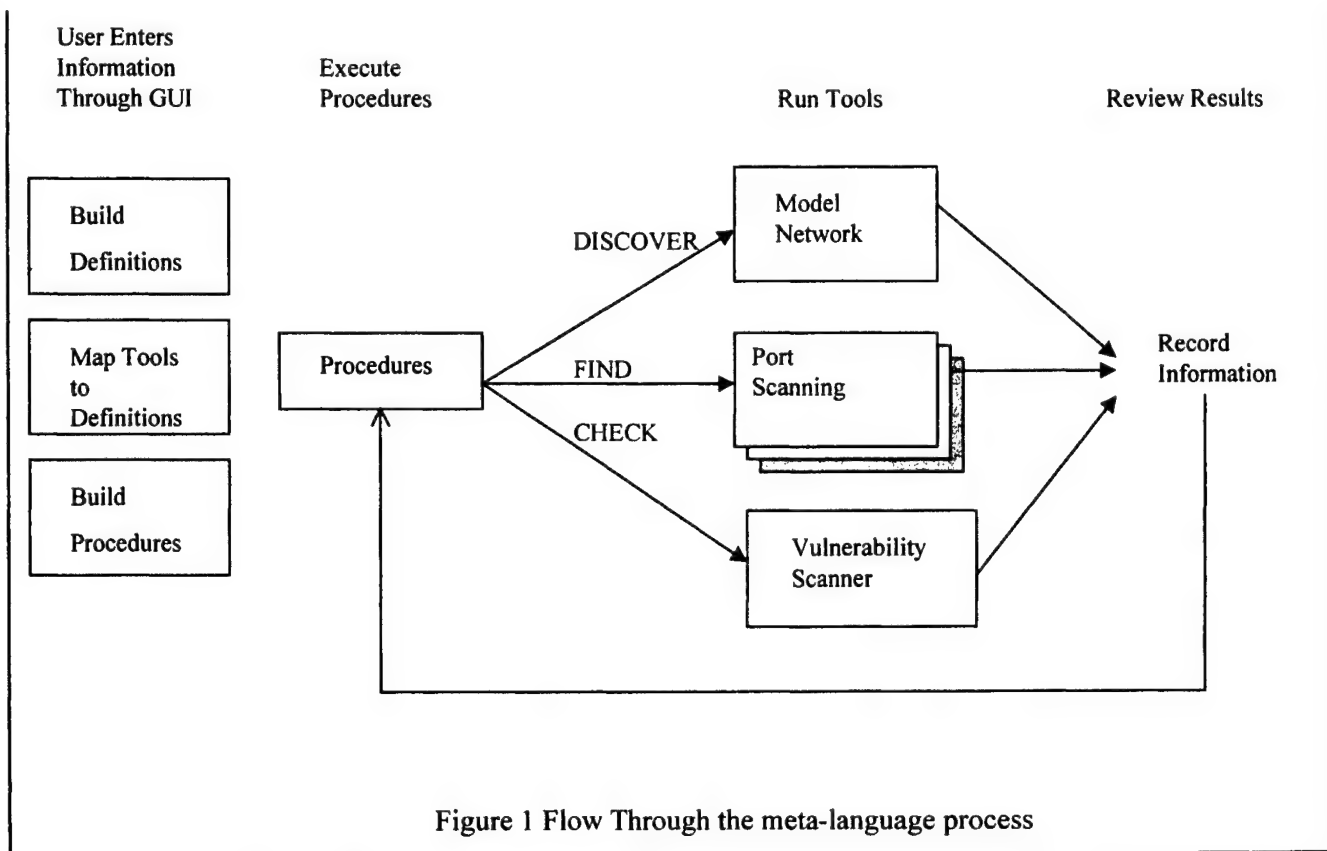 User Enters
Information
Through GUI
Execute
Procedures
Run Tools
Review Results
Build
Definitions
Map Tools
to
Definitions
Build
Procedures
Procedures
DISCOVER
FIND
CHECK
Model
Network
Port
Scanning
Vulnerability
Scanner
Record
Information
Figure 1 Flow Through the meta-language process